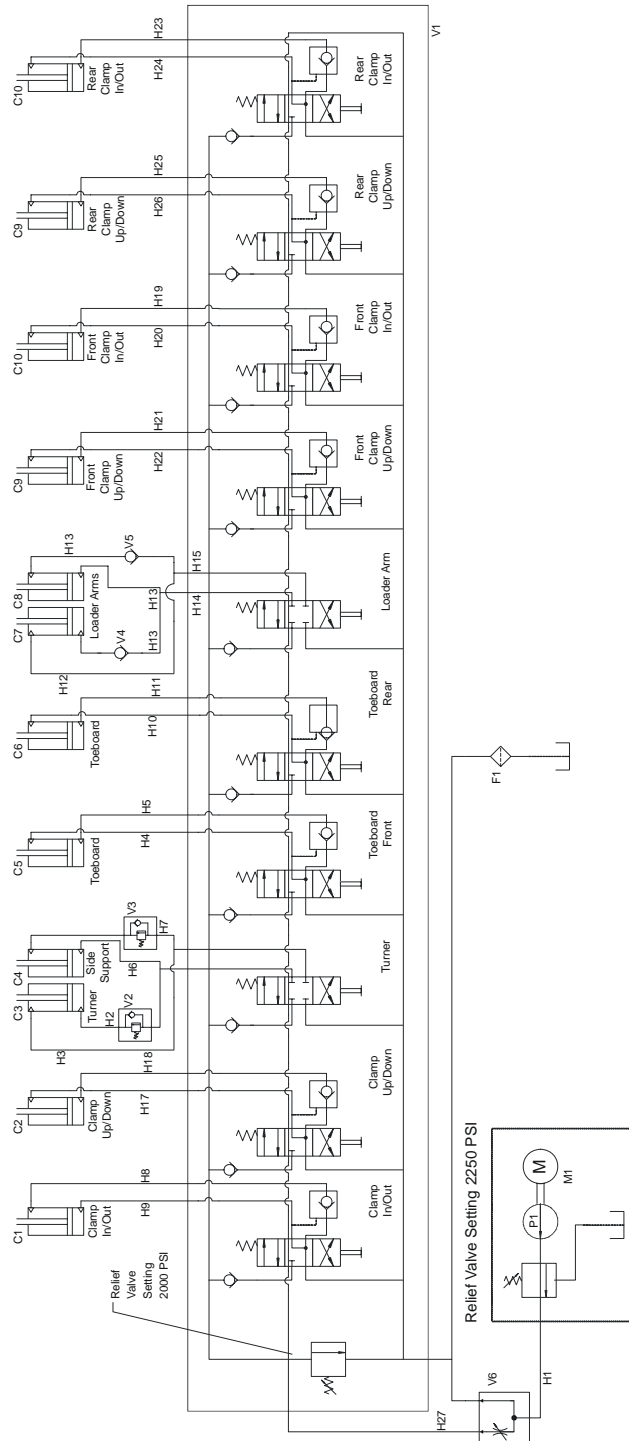 C10
Rear
Clamp
In/Out
H23
H24
C9
Rear
Clamp
Up/Down
H25
H26
C10
Front
Clamp
In/Out
H19
H20
C9
Front
Clamp
Up/Down
H21
H22
C8
C7
Loader Arms
H13
V5
H13
V4
H13
H12
H15
H14
C6
Toeboard
H11
H10
C5
Toeboard
H5
H4
C4
Side
Support
C3
Turner
V3
H7
H6
V2
H2
H3
H18
C2
Clamp
Up/Down
H17
C1
Clamp
In/Out
H8
H9
V1
Rear
Clamp
In/Out
Rear
Clamp
Up/Down
Front
Clamp
In/Out
Front
Clamp
Up/Down
Loader Arm
Toeboard
Rear
Toeboard
Front
Turner
Clamp
Up/Down
Clamp
In/Out
Relief
Valve
Setting
2000 PSI
F1
Relief Valve Setting 2250 PSI
M
M1
P1
V6
H1
H27